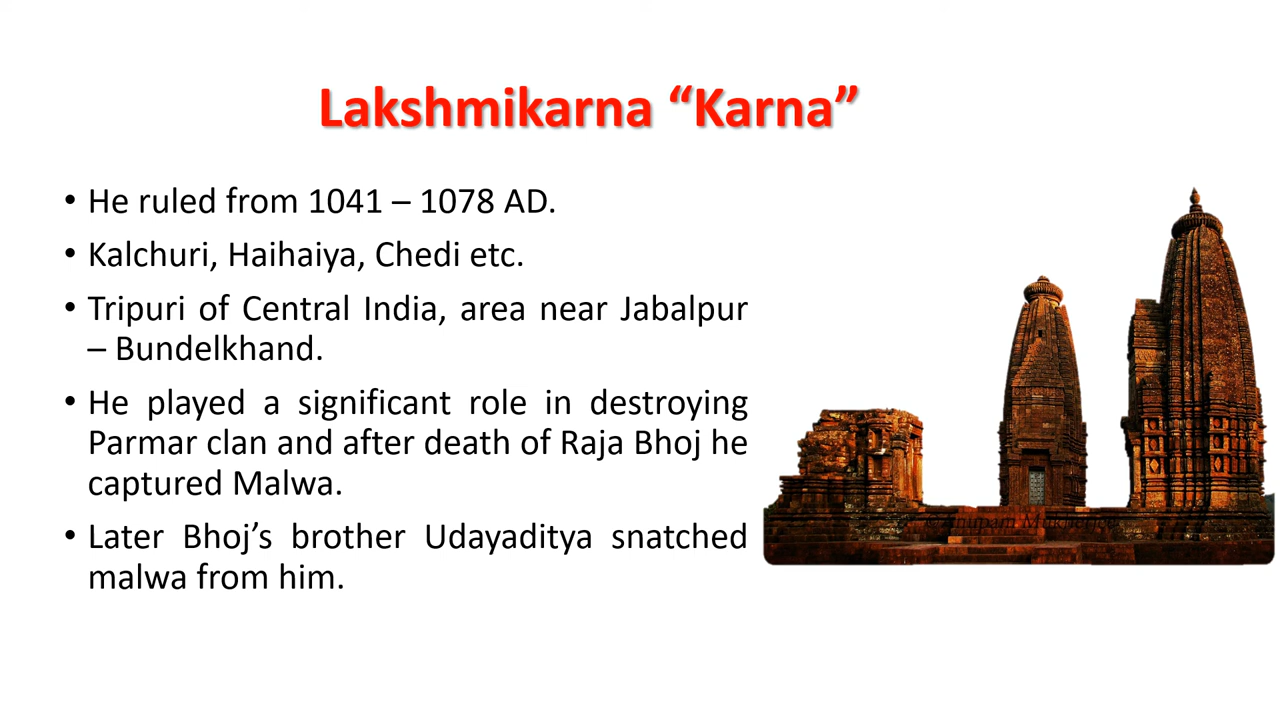 Lakshmikarna “Karna”
• He ruled from 1041 – 1078 AD.
• Kalchuri, Haihaiya, Chedi etc.
• Tripuri of Central India, area near Jabalpur
– Bundelkhand.
• He played a significant role in destroying
Parmar clan and after death of Raja Bhoj he
captured Malwa.
• Later Bhoj’s brother Udayaditya snatched
malwa from him.